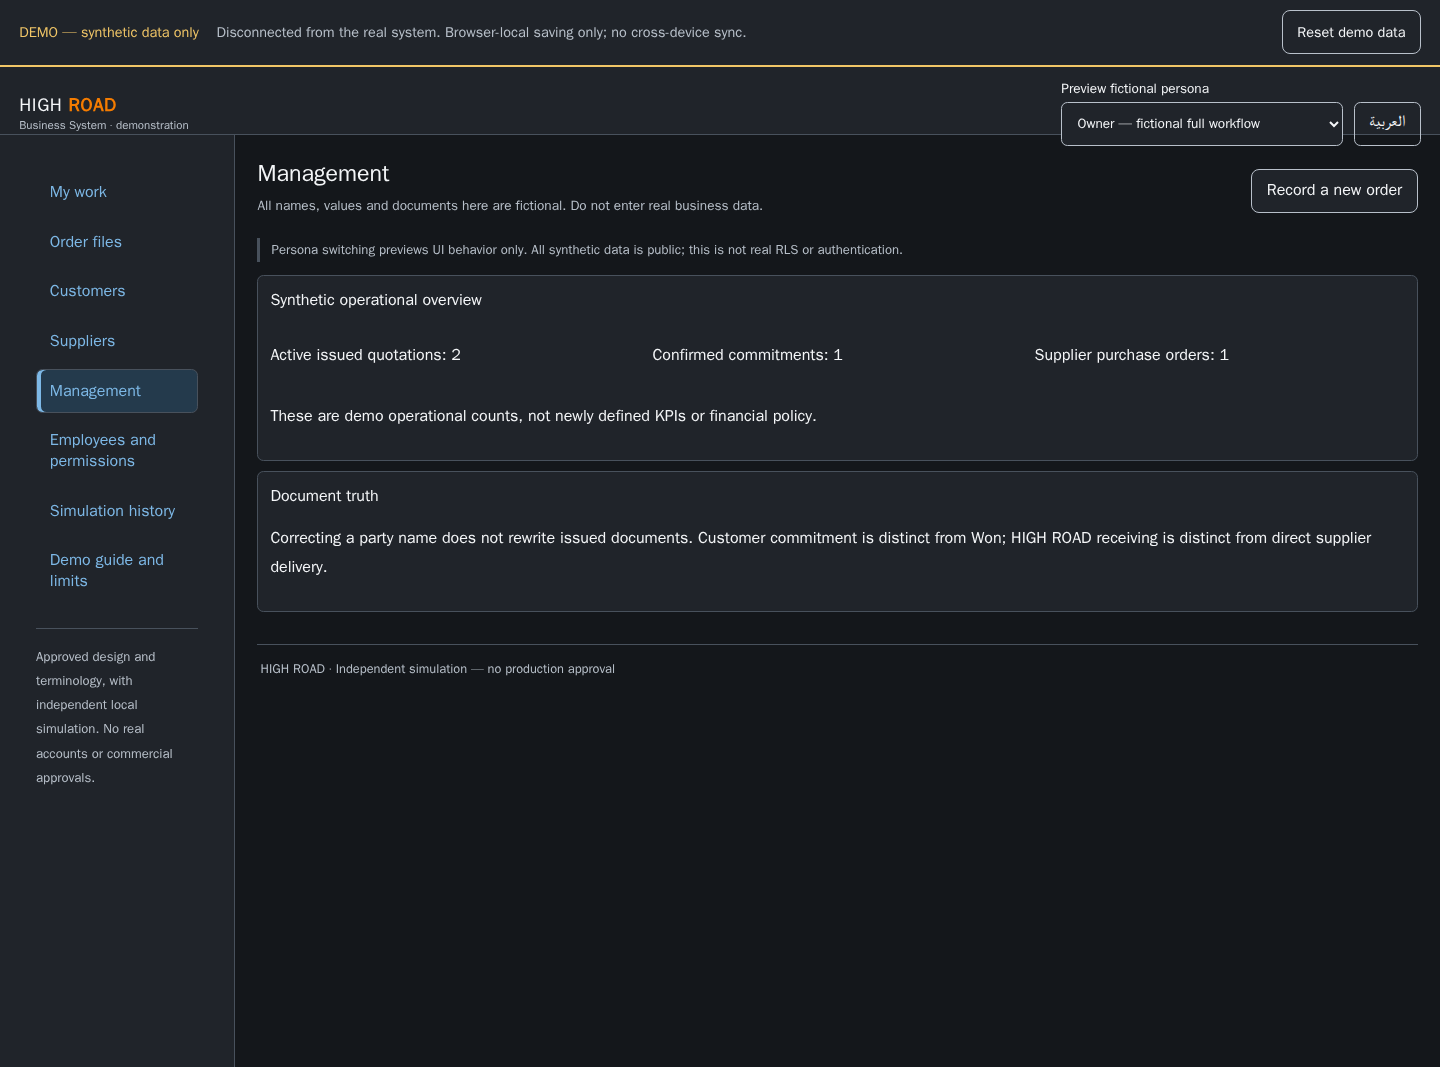 DEMO — synthetic data only Disconnected from the real system. Browser-local saving only; no cross-device sync. Reset demo data
HIGH ROAD
Business System · demonstration
Preview fictional persona
Owner — fictional full workflow
العربية
My work
Order files
Customers
Suppliers
Management
Employees and
permissions
Simulation history
Demo guide and
limits
Approved design and
terminology, with
independent local
simulation. No real
accounts or commercial
approvals.
Management
All names, values and documents here are fictional. Do not enter real business data.
Record a new order
Persona switching previews UI behavior only. All synthetic data is public; this is not real RLS or authentication.
Synthetic operational overview
Active issued quotations: 2 Confirmed commitments: 1 Supplier purchase orders: 1
These are demo operational counts, not newly defined KPIs or financial policy.
Document truth
Correcting a party name does not rewrite issued documents. Customer commitment is distinct from Won; HIGH ROAD receiving is distinct from direct supplier
delivery.
HIGH ROAD · Independent simulation — no production approval